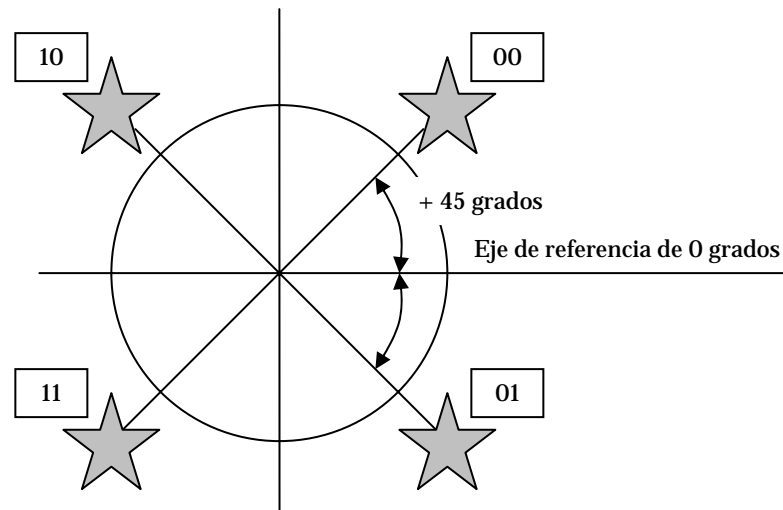 10
00
+ 45 grados
Eje de referencia de 0 grados
11
01